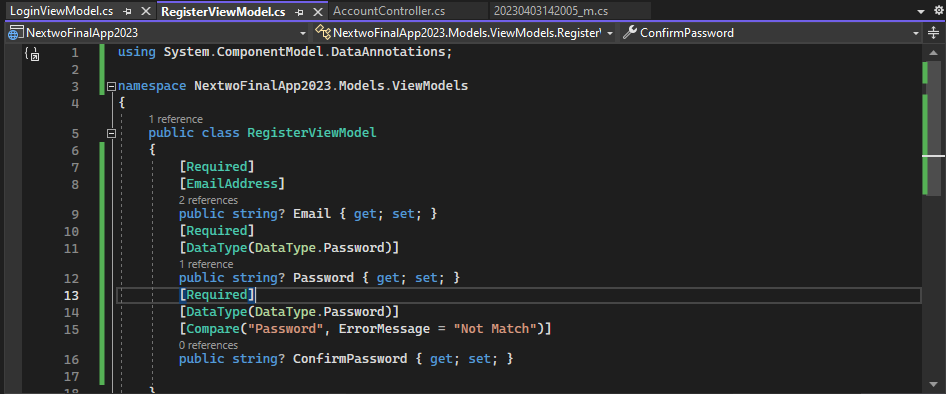 LoginViewModel.cs
RegisterViewModel.cs
AccountController.cs
20230403142005_m.cs
NextwoFinalApp2023
NextwoFinalApp2023.Models.ViewModels.Register
ConfirmPassword
1 using System.ComponentModel.DataAnnotations;
2
3 namespace NextwoFinalApp2023.Models.ViewModels
4 {
1 reference
5 public class RegisterViewModel
6 {
7 [Required]
8 [EmailAddress]
2 references
9 public string? Email { get; set; }
10 [Required]
11 [DataType(DataType.Password)]
1 reference
12 public string? Password { get; set; }
13 [Required]
14 [DataType(DataType.Password)]
15 [Compare("Password", ErrorMessage = "Not Match")]
0 references
16 public string? ConfirmPassword { get; set; }
17
18 }